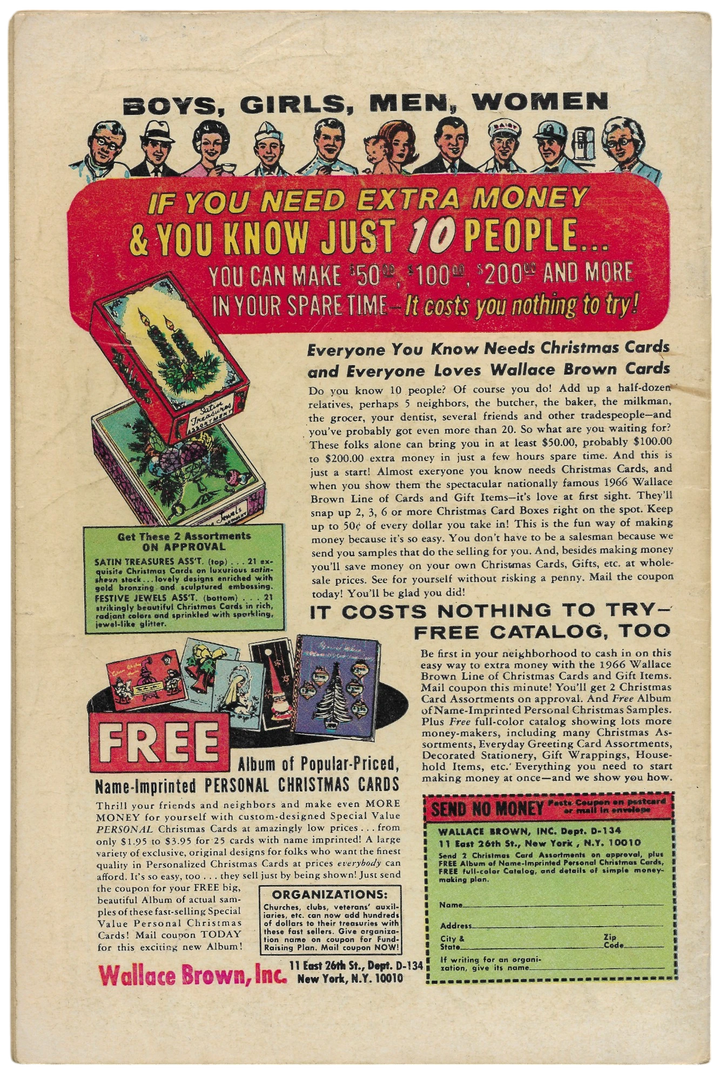 BOYS, GIRLS, MEN, WOMEN
DAIRY
IF YOU NEED EXTRA MONEY
& YOU KNOW JUST 10 PEOPLE...
YOU CAN MAKE $50.00, $100.00, $200.00 AND MORE
IN YOUR SPARE TIME – It costs you nothing to try!
Satin
Treasures
ASSORTMENT
Jewels
Everyone You Know Needs Christmas Cards
and Everyone Loves Wallace Brown Cards
Do you know 10 people? Of course you do! Add up a half-dozen
relatives, perhaps 5 neighbors, the butcher, the baker, the milkman,
the grocer, your dentist, several friends and other tradespeople—and
you've probably got even more than 20. So what are you waiting for?
These folks alone can bring you in at least $50.00, probably $100.00
to $200.00 extra money in just a few hours spare time. And this is
just a start! Almost exeryone you know needs Christmas Cards, and
when you show them the spectacular nationally famous 1966 Wallace
Brown Line of Cards and Gift Items—it's love at first sight. They'll
snap up 2, 3, 6 or more Christmas Card Boxes right on the spot. Keep
up to 50¢ of every dollar you take in! This is the fun way of making
money because it's so easy. You don't have to be a salesman because we
send you samples that do the selling for you. And, besides making money
you'll save money on your own Christmas Cards, Gifts, etc. at whole-
sale prices. See for yourself without risking a penny. Mail the coupon
today! You'll be glad you did!
Get These 2 Assortments
ON APPROVAL
SATIN TREASURES ASS'T. (top) . . . 21 ex-
quisite Christmas Cards on luxurious satin-
sheen stock . . . lovely designs enriched with
gold bronzing and sculptured embossing.
FESTIVE JEWELS ASS'T. (bottom) . . . 21
strikingly beautiful Christmas Cards in rich,
radiant colors and sprinkled with sparkling,
jewel-like glitter.
IT COSTS NOTHING TO TRY—
FREE CATALOG, TOO
Be first in your neighborhood to cash in on this
easy way to extra money with the 1966 Wallace
Brown Line of Christmas Cards and Gift Items.
Mail coupon this minute! You'll get 2 Christmas
Card Assortments on approval. And Free Album
of Name-Imprinted Personal Christmas Samples.
Plus Free full-color catalog showing lots more
money-makers, including many Christmas As-
sortments, Everyday Greeting Card Assortments,
Decorated Stationery, Gift Wrappings, House-
hold Items, etc. Everything you need to start
making money at once—and we show you how.
FREE
Album of Popular-Priced,
Name-Imprinted PERSONAL CHRISTMAS CARDS
Thrill your friends and neighbors and make even MORE
MONEY for yourself with custom-designed Special Value
PERSONAL Christmas Cards at amazingly low prices . . . from
only $1.95 to $3.95 for 25 cards with name imprinted! A large
variety of exclusive, original designs for folks who want the finest
quality in Personalized Christmas Cards at prices everybody can
afford. It's so easy, too . . . they sell just by being shown! Just send
the coupon for your FREE big,
beautiful Album of actual sam-
ples of these fast-selling Special
Value Personal Christmas
Cards! Mail coupon TODAY
for this exciting new Album!
ORGANIZATIONS:
Churches, clubs, veterans' auxil-
iaries, etc. can now add hundreds
of dollars to their treasuries with
these fast sellers. Give organiza-
tion name on coupon for Fund-
Raising Plan. Mail coupon NOW!
Wallace Brown, Inc. 11 East 26th St., Dept. D-134
New York, N.Y. 10010
SEND NO MONEY Paste Coupon on postcard
or mail in envelope
WALLACE BROWN, INC. Dept. D-134
11 East 26th St., New York , N.Y. 10010
Send 2 Christmas Card Assortments on approval, plus
FREE Album of Name-Imprinted Personal Christmas Cards,
FREE full-color Catalog, and details of simple money-
making plan.
Name
Address
City & State Zip Code
If writing for an organi-
zation, give its name